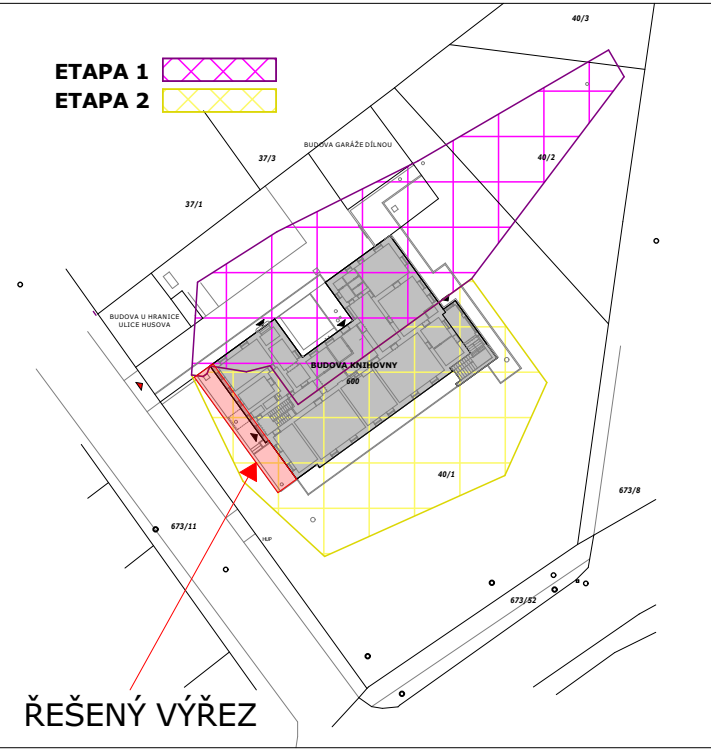 40/3
ETAPA 1
ETAPA 2
BUDOVA GARÁŽE DÍLNOU
37/3
40/2
37/1
BUDOVA U HRANICE
ULICE HUSOVA
BUDOVA KNIHOVNY
600
40/1
673/8
673/11
HUP
673/52
ŘEŠENÝ VÝŘEZ